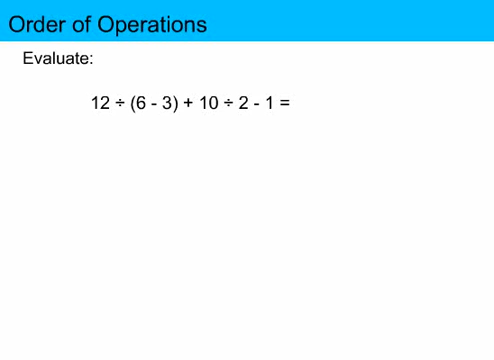 Order of Operations
Evaluate:
12 ÷ (6 - 3) + 10 ÷ 2 - 1 =